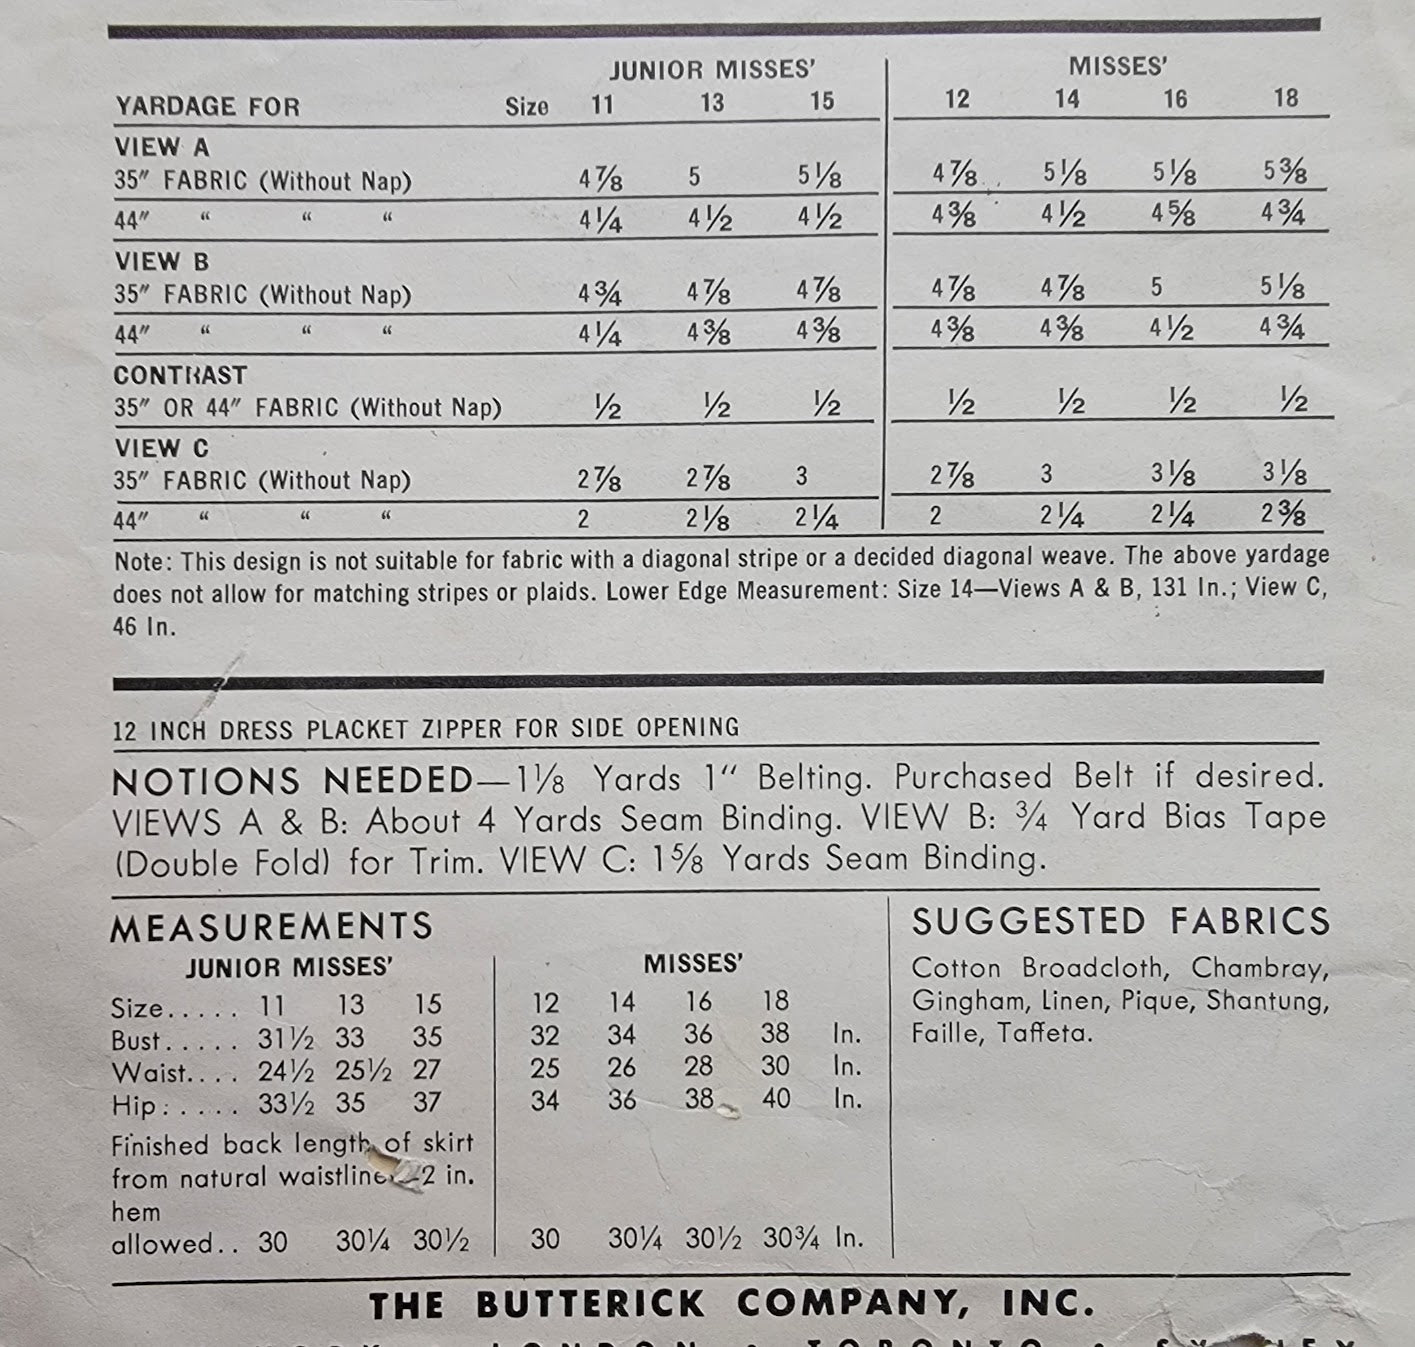 JUNIOR MISSES' MISSES'
YARDAGE FOR Size 11 13 15 12 14 16 18
VIEW A
35" FABRIC (Without Nap) 4⅞ 5 5⅛ 4⅞ 5⅛ 5⅛ 5⅜
44" " " " 4¼ 4½ 4½ 4⅜ 4½ 4⅝ 4¾
VIEW B
35" FABRIC (Without Nap) 4¾ 4⅞ 4⅞ 4⅞ 4⅞ 5 5⅛
44" " " " 4¼ 4⅜ 4⅜ 4⅜ 4⅜ 4½ 4¾
CONTRAST
35" OR 44" FABRIC (Without Nap) ½ ½ ½ ½ ½ ½ ½
VIEW C
35" FABRIC (Without Nap) 2⅞ 2⅞ 3 2⅞ 3 3⅛ 3⅛
44" " " " 2 2⅛ 2¼ 2 2¼ 2¼ 2⅜
Note: This design is not suitable for fabric with a diagonal stripe or a decided diagonal weave. The above yardage
does not allow for matching stripes or plaids. Lower Edge Measurement: Size 14—Views A & B, 131 In.; View C,
46 In.
12 INCH DRESS PLACKET ZIPPER FOR SIDE OPENING
NOTIONS NEEDED—1⅛ Yards 1" Belting. Purchased Belt if desired.
VIEWS A & B: About 4 Yards Seam Binding. VIEW B: ¾ Yard Bias Tape
(Double Fold) for Trim. VIEW C: 1⅝ Yards Seam Binding.
MEASUREMENTS
JUNIOR MISSES' MISSES'
Size..... 11 13 15 12 14 16 18
Bust..... 31½ 33 35 32 34 36 38 In.
Waist.... 24½ 25½ 27 25 26 28 30 In.
Hip:.... 33½ 35 37 34 36 38 40 In.
Finished back length of skirt
from natural waistline 2 in.
hem
allowed.. 30 30¼ 30½ 30 30¼ 30½ 30¾ In.
SUGGESTED FABRICS
Cotton Broadcloth, Chambray,
Gingham, Linen, Pique, Shantung,
Faille, Taffeta.
THE BUTTERICK COMPANY, INC.
LONDON • TORONTO •